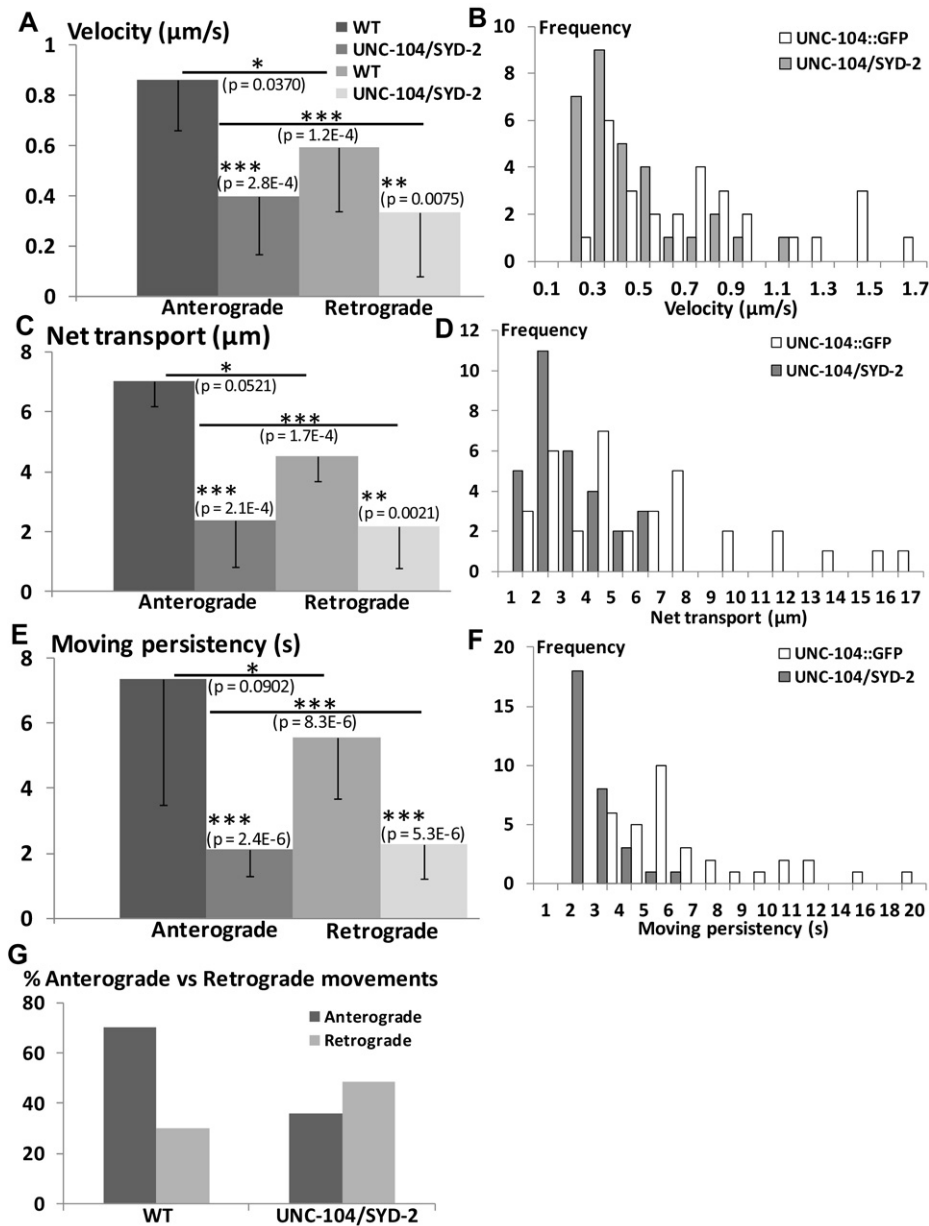 A
Velocity (µm/s)
WT
UNC-104/SYD-2
WT
UNC-104/SYD-2
1
0.8
0.6
0.4
0.2
0
*
(p = 0.0370)
***
(p = 1.2E-4)
***
(p = 2.8E-4)
**
(p = 0.0075)
Anterograde
Retrograde
B
Frequency
UNC-104::GFP
UNC-104/SYD-2
10
8
6
4
2
0
0.1 0.3 0.5 0.7 0.9 1.1 1.3 1.5 1.7
Velocity (µm/s)
C
Net transport (µm)
8
6
4
2
0
*
(p = 0.0521)
***
(p = 1.7E-4)
***
(p = 2.1E-4)
**
(p = 0.0021)
Anterograde
Retrograde
D
Frequency
UNC-104::GFP
UNC-104/SYD-2
12
10
8
6
4
2
0
1 2 3 4 5 6 7 8 9 10 11 12 13 14 15 16 17
Net transport (µm)
E
Moving persistency (s)
8
6
4
2
0
*
(p = 0.0902)
***
(p = 8.3E-6)
***
(p = 2.4E-6)
***
(p = 5.3E-6)
Anterograde
Retrograde
F
Frequency
UNC-104::GFP
UNC-104/SYD-2
20
15
10
5
0
1 2 3 4 5 6 7 8 9 10 11 12 14 16 18 20
Moving persistency (s)
G
% Anterograde vs Retrograde movements
Anterograde
Retrograde
80
60
40
20
0
WT
UNC-104/SYD-2